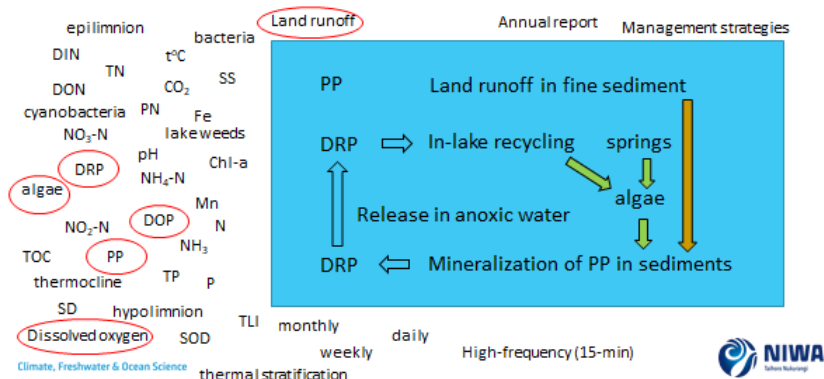 epilimnion
Land runoff
Annual report
Management strategies
bacteria
DIN
t°C
TN
DON
CO₂
SS
PP
Land runoff in fine sediment
cyanobacteria
PN
Fe
NO₃-N
lake weeds
DRP
In-lake recycling
springs
pH
Chl-a
DRP
NH₄-N
algae
algae
Mn
DOP
N
Release in anoxic water
NO₂-N
NH₃
TOC
PP
DRP
Mineralization of PP in sediments
thermocline
TP
P
SD
hypolimnion
TLI
monthly
Dissolved oxygen
SOD
daily
weekly
High-frequency (15-min)
Climate, Freshwater & Ocean Science
thermal stratification
NIWA
Taihoro Nukurangi